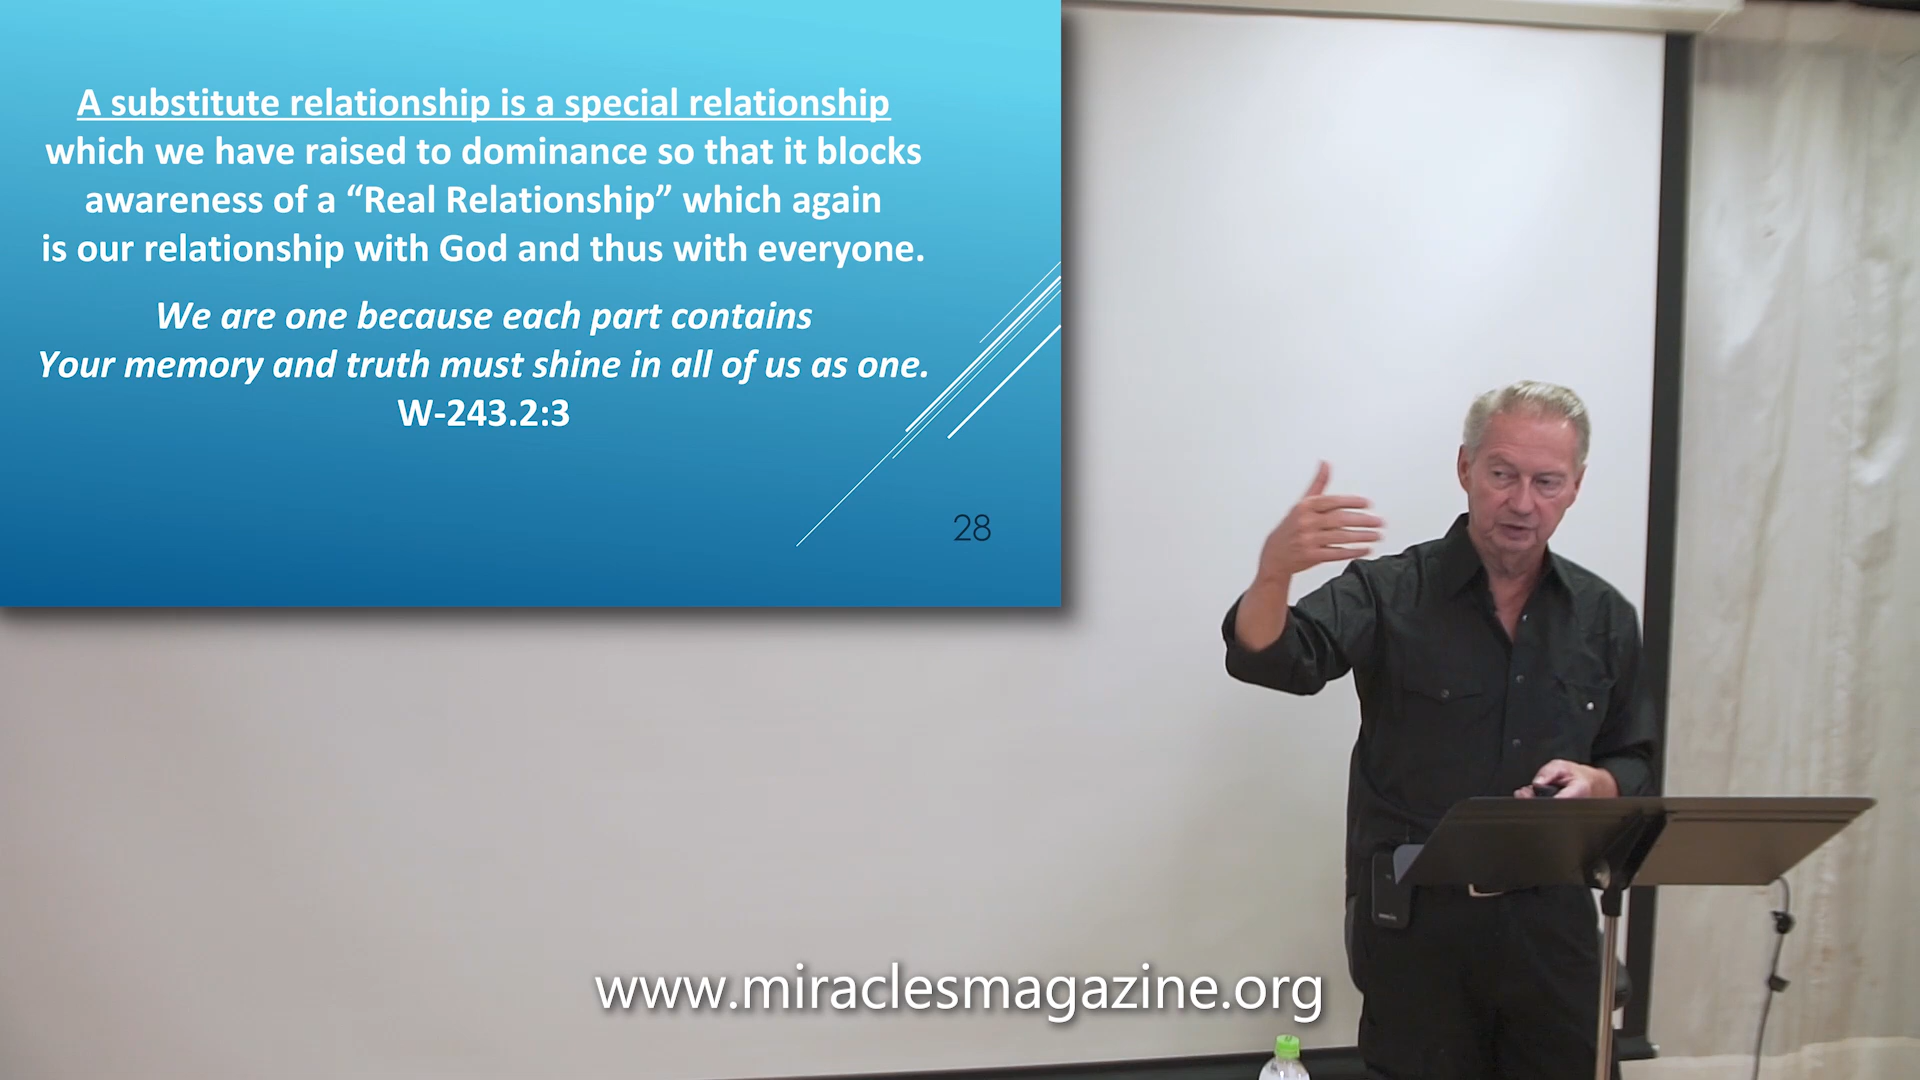 A substitute relationship is a special relationship
which we have raised to dominance so that it blocks
awareness of a “Real Relationship” which again
is our relationship with God and thus with everyone.
We are one because each part contains
Your memory and truth must shine in all of us as one.
W-243.2:3
28
www.miraclesmagazine.org